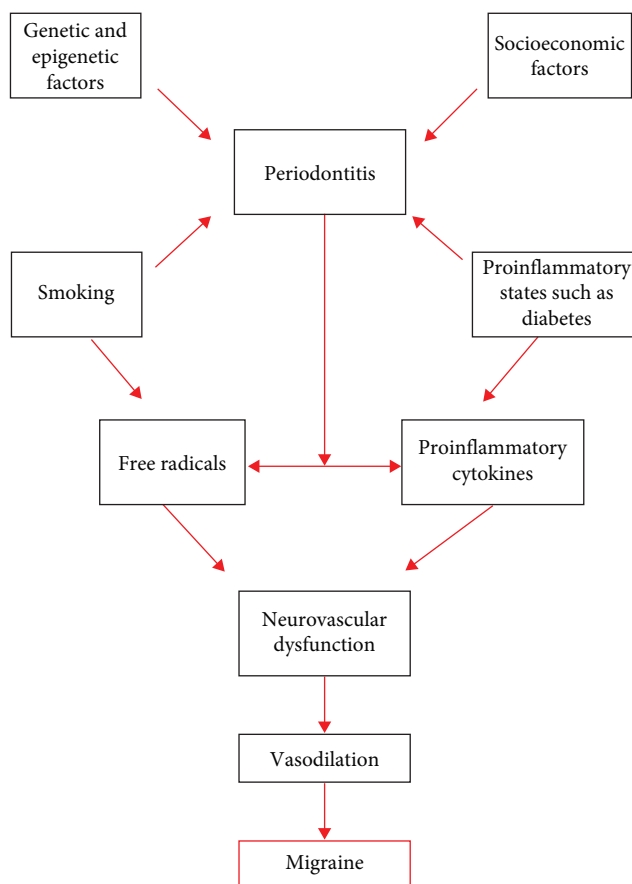 Genetic and
epigenetic
factors
Socioeconomic
factors
Periodontitis
Smoking
Proinflammatory
states such as
diabetes
Free radicals
Proinflammatory
cytokines
Neurovascular
dysfunction
Vasodilation
Migraine